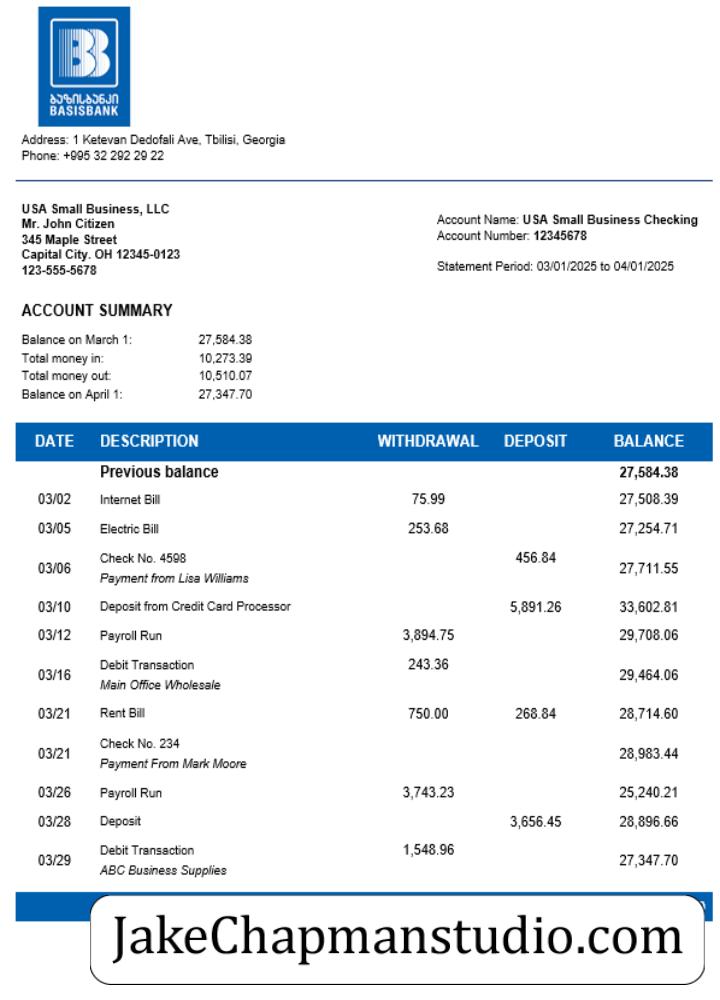 ბაზისბანკი
BASISBANK
Address: 1 Ketevan Dedofali Ave, Tbilisi, Georgia
Phone: +995 32 292 29 22
USA Small Business, LLC
Mr. John Citizen
345 Maple Street
Capital City. OH 12345-0123
123-555-5678
Account Name: USA Small Business Checking
Account Number: 12345678
Statement Period: 03/01/2025 to 04/01/2025
ACCOUNT SUMMARY
Balance on March 1: 27,584.38
Total money in: 10,273.39
Total money out: 10,510.07
Balance on April 1: 27,347.70
DATE DESCRIPTION WITHDRAWAL DEPOSIT BALANCE
Previous balance 27,584.38
03/02 Internet Bill 75.99 27,508.39
03/05 Electric Bill 253.68 27,254.71
03/06 Check No. 4598 456.84 27,711.55
Payment from Lisa Williams
03/10 Deposit from Credit Card Processor 5,891.26 33,602.81
03/12 Payroll Run 3,894.75 29,708.06
03/16 Debit Transaction 243.36 29,464.06
Main Office Wholesale
03/21 Rent Bill 750.00 268.84 28,714.60
03/21 Check No. 234 28,983.44
Payment From Mark Moore
03/26 Payroll Run 3,743.23 25,240.21
03/28 Deposit 3,656.45 28,896.66
03/29 Debit Transaction 1,548.96 27,347.70
ABC Business Supplies
JakeChapmanstudio.com